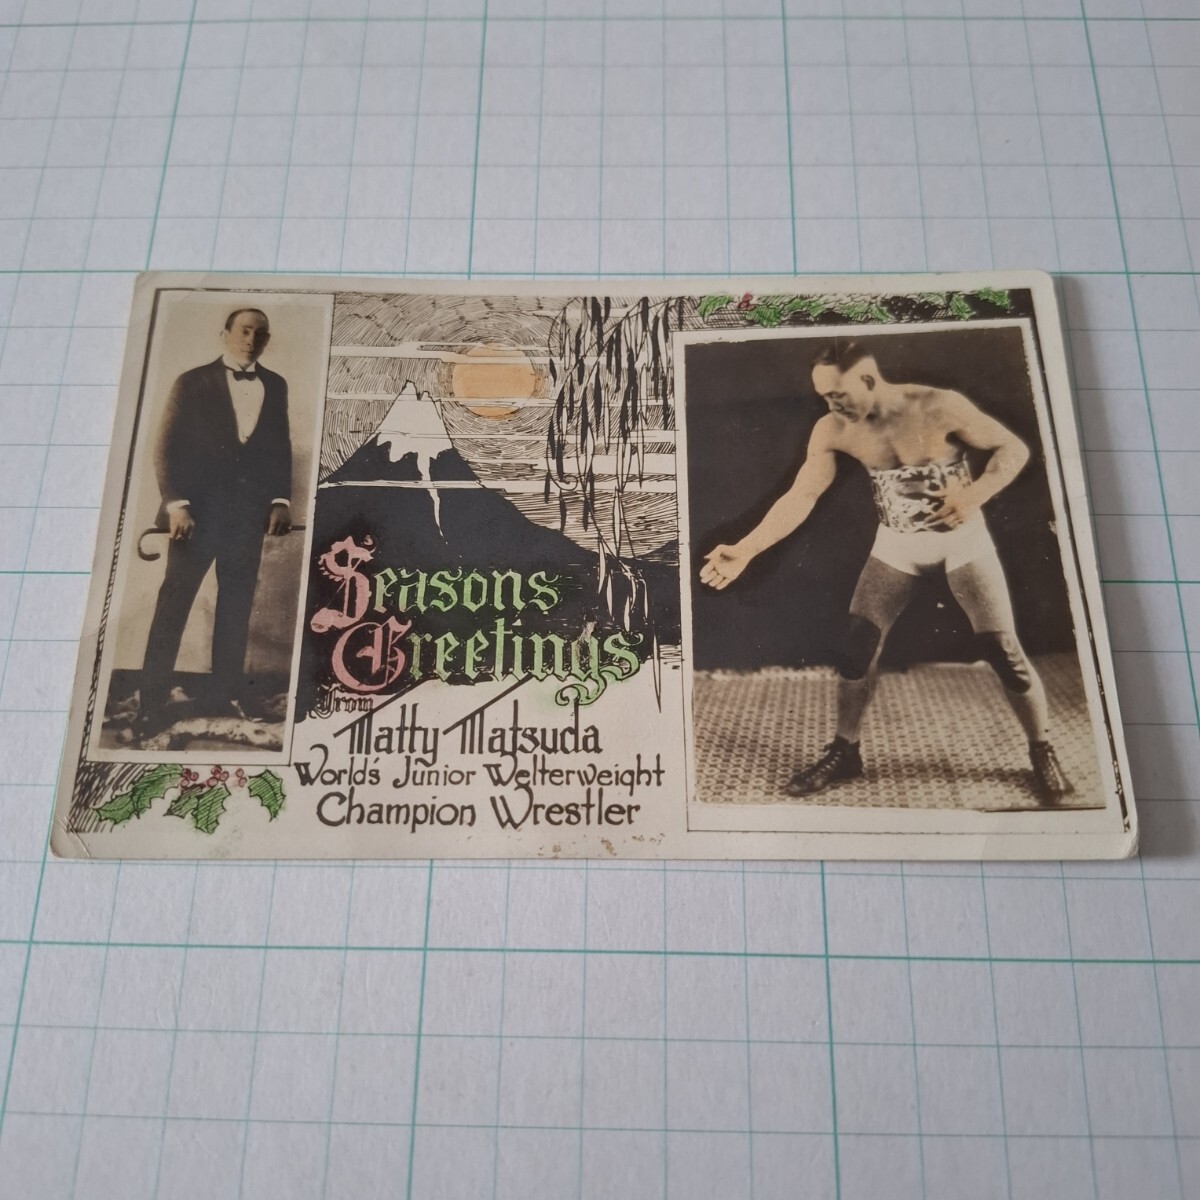 Seasons
Greetings
from
Matty Matsuda
World's Junior Welterweight
Champion Wrestler